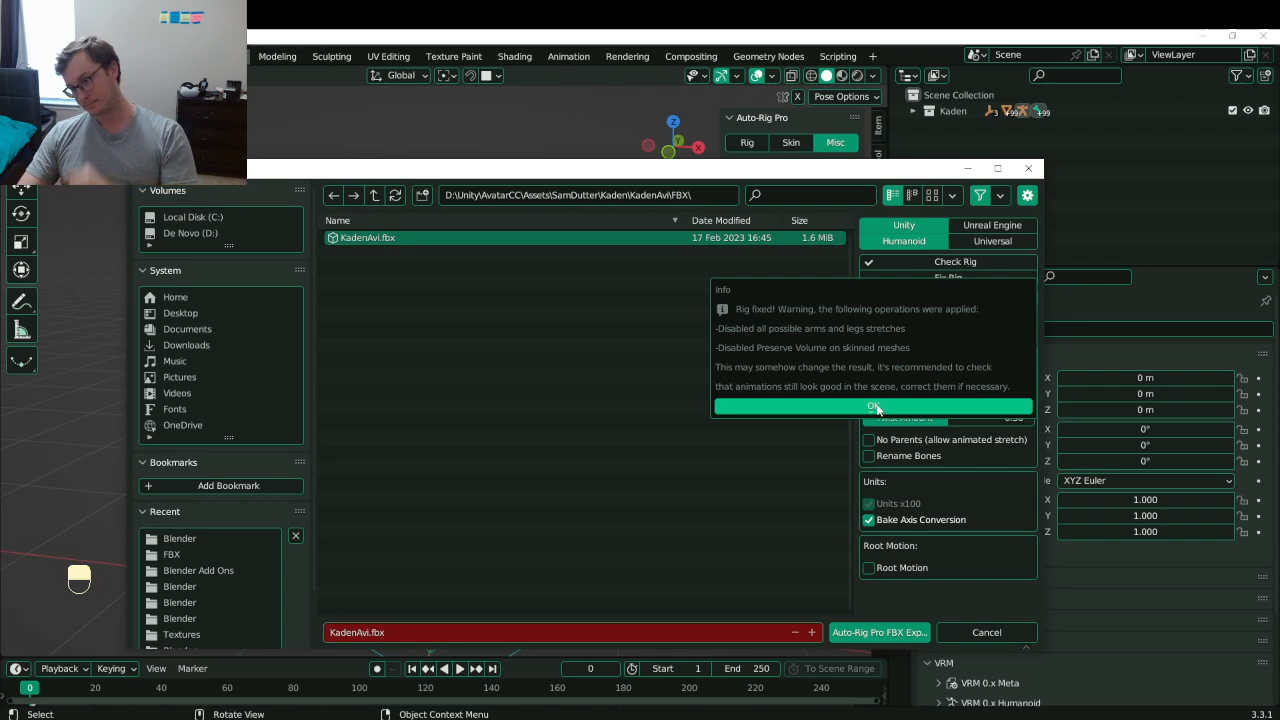 Modeling
Sculpting
UV Editing
Texture Paint
Shading
Animation
Rendering
Compositing
Geometry Nodes
Scripting
+
Scene
ViewLayer
Global
X
Pose Options
Auto-Rig Pro
Rig
Skin
Misc
Item
Z
Y
X
Scene Collection
Kaden
3
+99
+99
Volumes
Local Disk (C:)
De Novo (D:)
System
Home
Desktop
Documents
Downloads
Music
Pictures
Videos
Fonts
OneDrive
Bookmarks
+ Add Bookmark
Recent
Blender
FBX
Blender Add Ons
Blender
Blender
Blender
Textures
D:\Unity\AvatarCC\Assets\SamDutter\Kaden\KadenAvi\FBX\
Name
Date Modified
Size
KadenAvi.fbx
17 Feb 2023 16:45
1.6 MiB
Unity
Unreal Engine
Humanoid
Universal
Check Rig
Info
Rig fixed! Warning, the following operations were applied:
-Disabled all possible arms and legs stretches
-Disabled Preserve Volume on skinned meshes
This may somehow change the result, it's recommended to check
that animations still look good in the scene, correct them if necessary.
OK
No Parents (allow animated stretch)
Rename Bones
Units:
Units x100
Bake Axis Conversion
Root Motion:
Root Motion
KadenAvi.fbx
Auto-Rig Pro FBX Exp...
Cancel
X 0 m
Y 0 m
Z 0 m
X 0°
Y 0°
Z 0°
XYZ Euler
X 1.000
Y 1.000
Z 1.000
VRM
VRM 0.x Meta
VRM 0.x Humanoid
Playback
Keying
View
Marker
0
Start 1
End 250
To Scene Range
0
20
40
60
80
100
120
140
160
180
200
220
240
Select
Rotate View
Object Context Menu
3.3.1